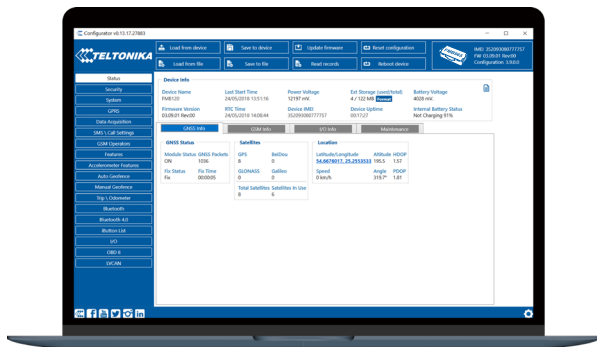 Configurator v0.13.17.27883
TELTONIKA
Load from device
Save to device
Update firmware
Reset configuration
Load from file
Save to file
Read records
Reboot device
FMB1YX
IMEI 352093080777757
FW 03.09.01 Rev:00
Configuration 3.9.0.0
Status
Security
System
GPRS
Data Acquisition
SMS \ Call Settings
GSM Operators
Features
Accelerometer Features
Auto Geofence
Manual Geofence
Trip \ Odometer
Bluetooth
Bluetooth 4.0
iButton List
I/O
OBD II
LVCAN
Device Info
Device Name
FMB120
Last Start Time
24/05/2018 13:51:16
Power Voltage
12197 mV.
Ext Storage (used/total):
4 / 122 MB Format
Battery Voltage
4028 mV.
Firmware Version
03.09.01 Rev:00
RTC Time
24/05/2018 14:08:44
Device IMEI
352093080777757
Device Uptime
00:17:27
Internal Battery Status
Not Charging 91%
GNSS Info
GSM Info
I/O Info
Maintenance
GNSS Status
Module Status GNSS Packets
ON 1036
Fix Status Fix Time
Fix 00:00:05
Satellites
GPS BeiDou
8 0
GLONASS Galileo
0 0
Total Satellites Satellites In Use
8 6
Location
Latitude/Longitude Altitude HDOP
54.6676017, 25.2553533 195.5 1.57
Speed Angle PDOP
0 km/h 319.7° 1.81